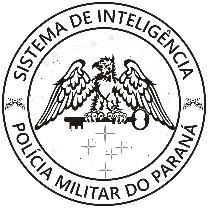 SISTEMA DE INTELIGÊNCIA
POLÍCIA MILITAR DO PARANÁ